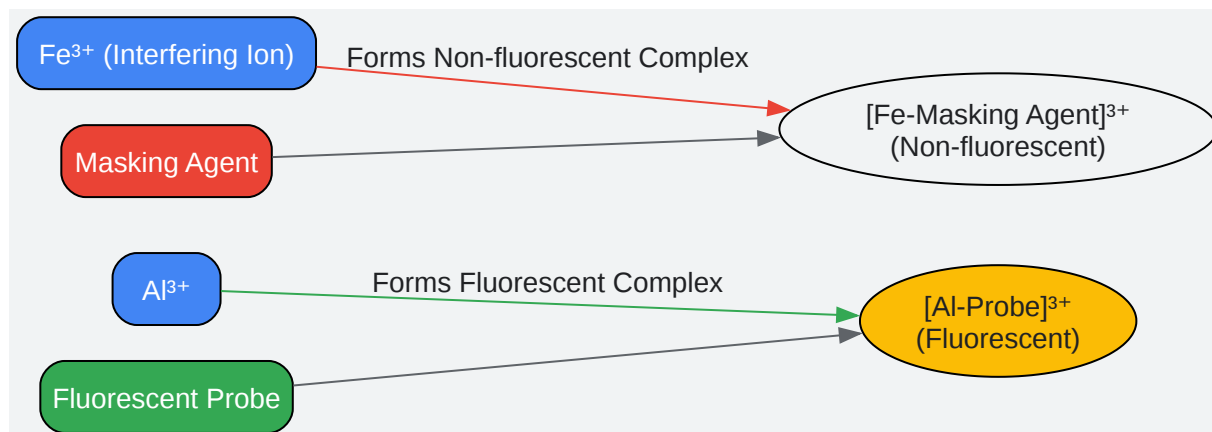 Fe³⁺ (Interfering Ion)
Forms Non-fluorescent Complex
[Fe-Masking Agent]³⁺
(Non-fluorescent)
Masking Agent
Al³⁺
Forms Fluorescent Complex
[Al-Probe]³⁺
(Fluorescent)
Fluorescent Probe